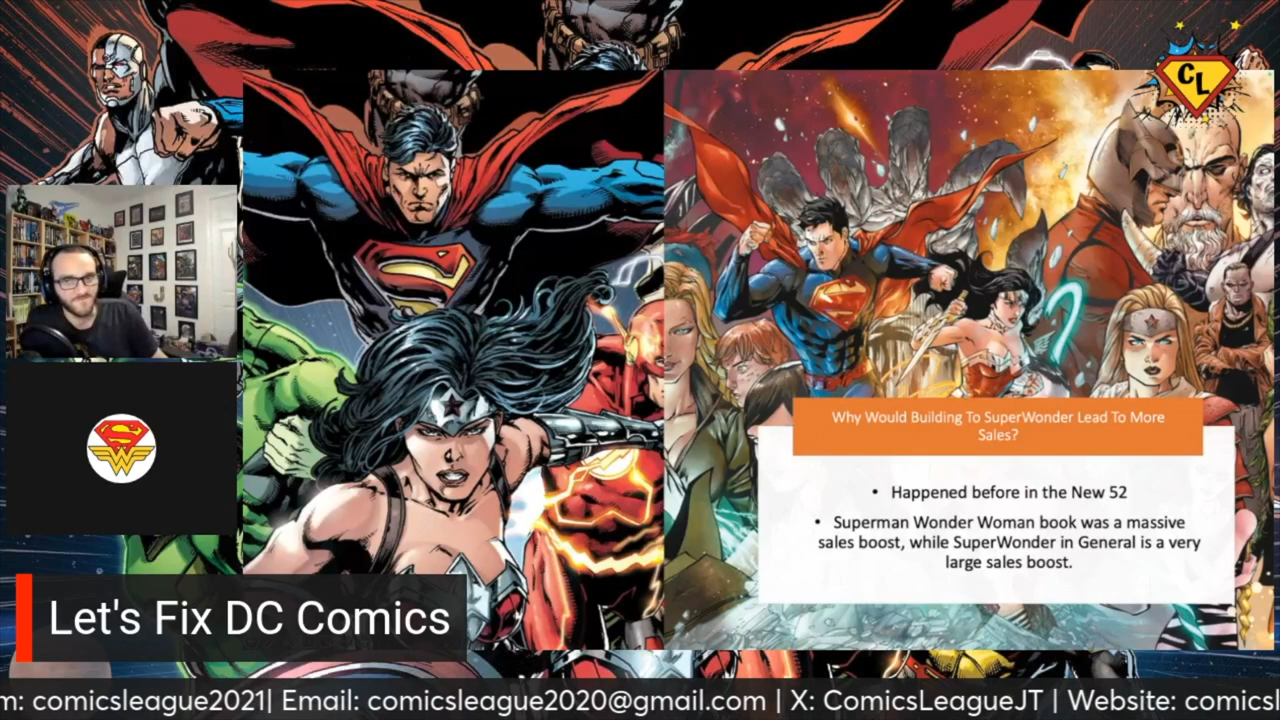 CL
Why Would Building To SuperWonder Lead To More
Sales?
• Happened before in the New 52
• Superman Wonder Woman book was a massive
sales boost, while SuperWonder in General is a very
large sales boost.
Let's Fix DC Comics
m: comicsleague2021| Email: comicsleague2020@gmail.com | X: ComicsLeagueJT | Website: comicsl